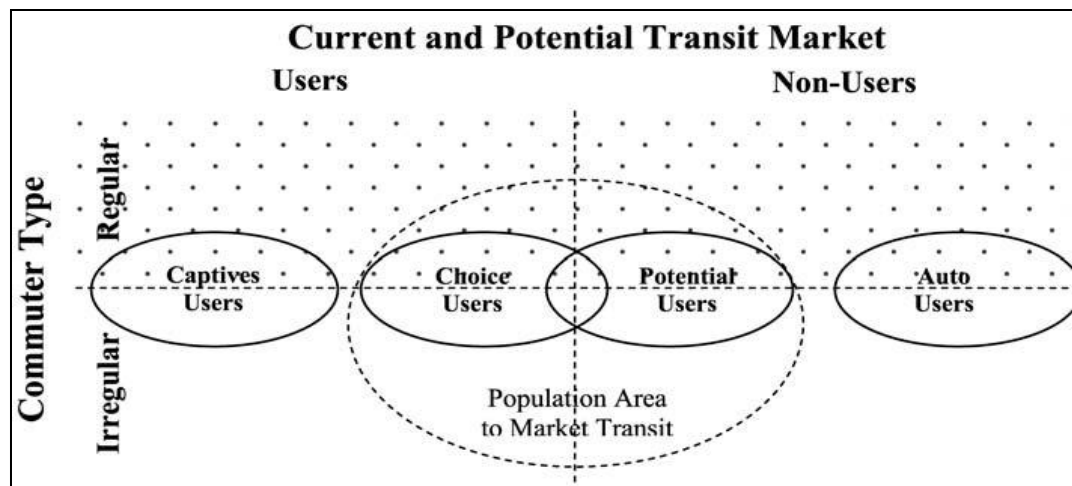 Current and Potential Transit Market
Users
Non-Users
Commuter Type
Regular
Irregular
Captives
Users
Choice
Users
Potential
Users
Auto
Users
Population Area
to Market Transit